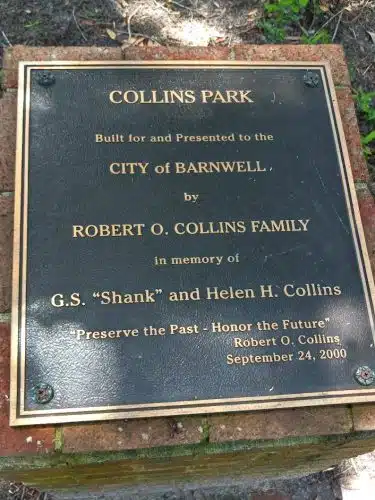 COLLINS PARK
Built for and Presented to the
CITY of BARNWELL
by
ROBERT O. COLLINS FAMILY
in memory of
G.S. "Shank" and Helen H. Collins
"Preserve the Past - Honor the Future"
Robert O. Collins
September 24, 2000